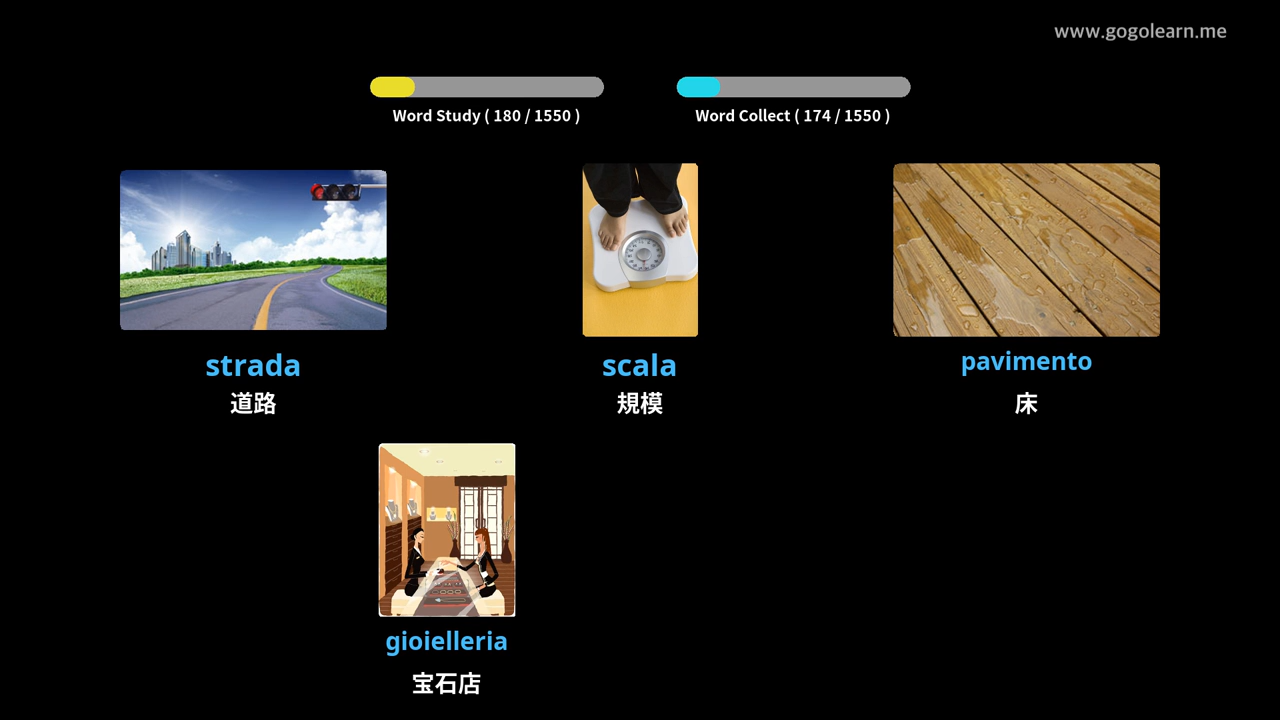 www.gogolearn.me
Word Study ( 180 / 1550 )
Word Collect ( 174 / 1550 )
strada
scala
pavimento
道路
規模
床
gioielleria
宝石店